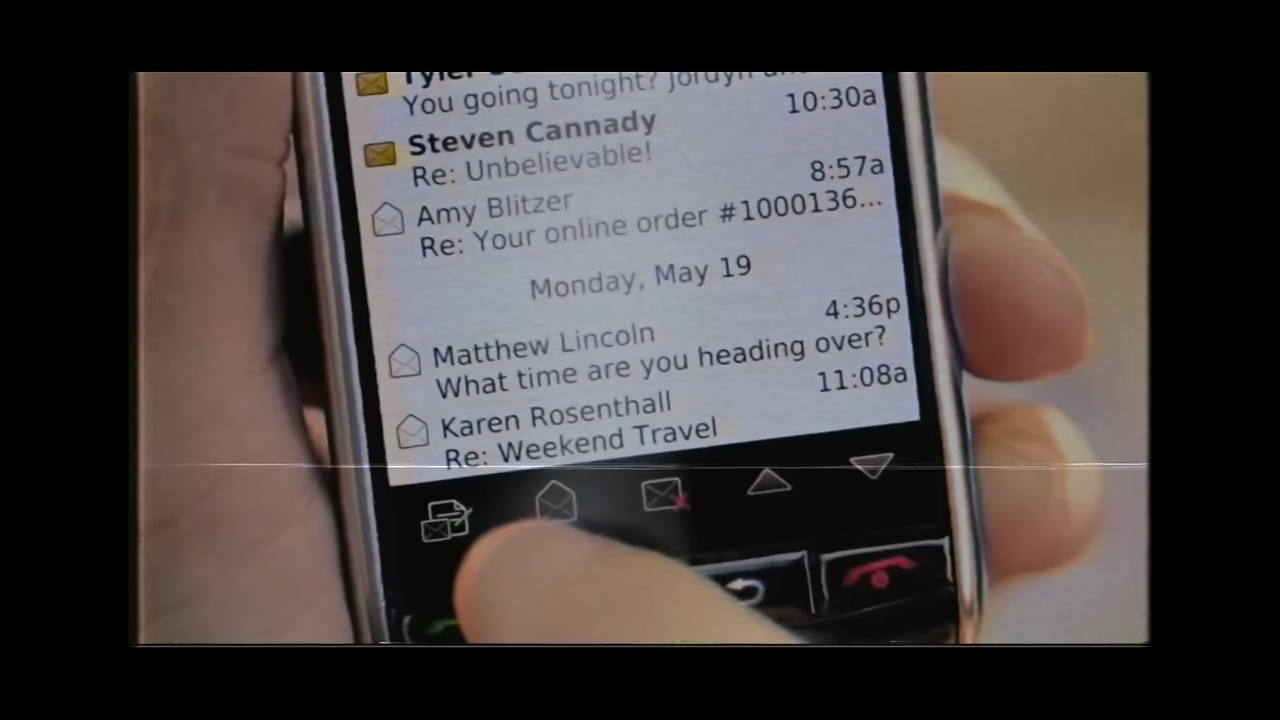 Tyler
You going tonight? Jordyn
Steven Cannady 10:30a
Re: Unbelievable!
Amy Blitzer 8:57a
Re: Your online order #1000136...
Monday, May 19
Matthew Lincoln 4:36p
What time are you heading over?
Karen Rosenthall 11:08a
Re: Weekend Travel